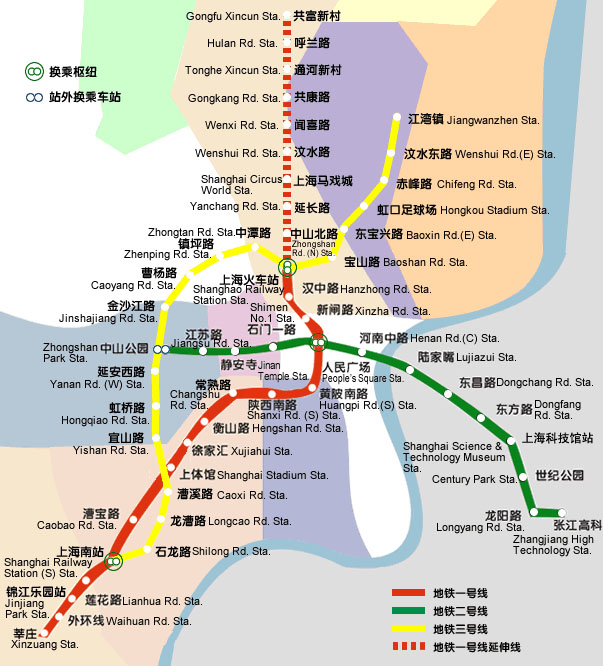 Gongfu Xincun Sta. 共富新村
Hulan Rd. Sta. 呼兰路
Tonghe Xincun Sta. 通河新村
Gongkang Rd. Sta. 共康路
Wenxi Rd. Sta. 闻喜路
Wenshui Rd. Sta. 汶水路
Shanghai Circus
World Sta.
上海马戏城
Yanchang Rd. Sta. 延长路
中山北路
Zhongshan
Rd. (N) Sta.
换乘枢纽
站外换乘车站
江湾镇 Jiangwanzhen Sta.
汶水东路 Wenshui Rd.(E) Sta.
赤峰路 Chifeng Rd. Sta.
虹口足球场 Hongkou Stadium Sta.
东宝兴路 Baoxin Rd.(E) Sta.
宝山路 Baoshan Rd. Sta.
Zhongtan Rd. Sta. 中潭路
镇坪路
Zhenping Rd. Sta.
曹杨路
Caoyang Rd. Sta.
上海火车站
Shanghao Railway
Station Sta.
汉中路 Hanzhong Rd. Sta.
金沙江路
Jinshajiang Rd. Sta.
Shimen
No.1 Sta.
新闸路 Xinzha Rd. Sta.
江苏路
Jiangsu Rd. Sta.
石门一路
Zhongshan
Park Sta.
中山公园
河南中路 Henan Rd.(C) Sta.
陆家嘴 Lujiazui Sta.
静安寺 Jinan
Temple Sta.
人民广场
People's Square Sta.
延安西路
Yanan Rd. (W) Sta.
常熟路
Changshu
Rd. Sta.
黄陂南路
Huangpi Rd.(S) Sta.
东昌路 Dongchang Rd. Sta.
陕西南路
Shanxi Rd. (S) Sta.
东方路 Dongfang
Rd. Sta.
虹桥路
Hongqiao Rd. Sta.
衡山路 Hengshan Rd. Sta.
宜山路
Yishan Rd. Sta.
徐家汇 Xujiahui Sta.
上海科技馆站
Shanghai Science &
Technology Museum
Sta.
上体馆 Shanghai Stadium Sta.
世纪公园
Century Park Sta.
漕溪路 Caoxi Rd. Sta.
漕宝路
Caobao Rd. Sta.
龙漕路 Longcao Rd. Sta.
龙阳路
Longyang Rd. Sta.
张江高科
Zhangjiang High
Technology Sta.
上海南站
Shanghai Railway
Station (S) Sta.
石龙路 Shilong Rd. Sta.
锦江乐园站
Jinjiang
Park Sta.
莲花路 Lianhua Rd. Sta.
外环线 Waihuan Rd. Sta.
莘庄
Xinzuang Sta.
地铁一号线
地铁二号线
地铁三号线
地铁一号线延伸线